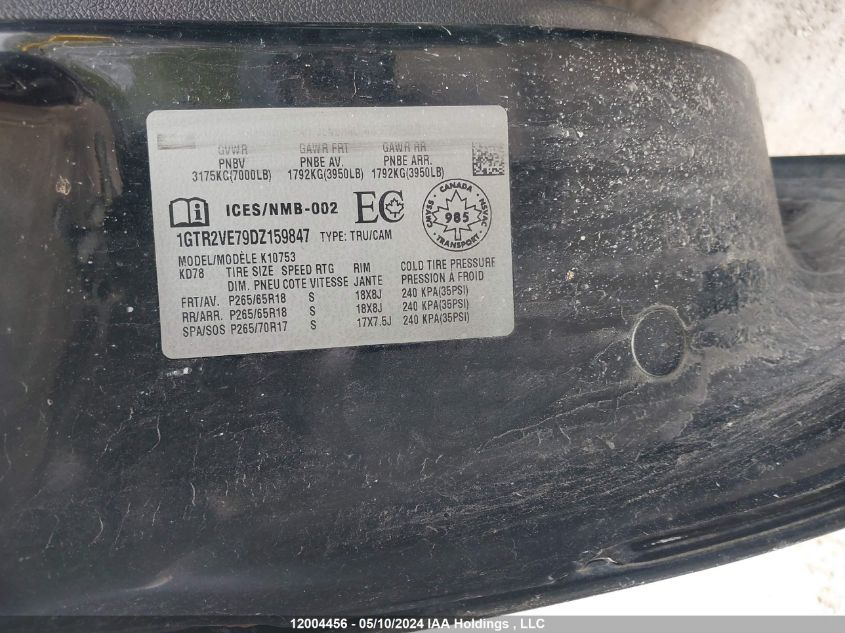 GVWR GAWR FRT GAWR RR
PNBV PNBE AV. PNBE ARR.
3175KG(7000LB) 1792KG(3950LB) 1792KG(3950LB)
ICES/NMB-002 EC CANADA CMVSS NSVAC 985 TRANSPORT
1GTR2VE79DZ159847 TYPE: TRU/CAM
MODEL/MODÈLE K10753
KD78 TIRE SIZE SPEED RTG RIM COLD TIRE PRESSURE
DIM. PNEU COTE VITESSE JANTE PRESSION A FROID
FRT/AV. P265/65R18 S 18X8J 240 KPA(35PSI)
RR/ARR. P265/65R18 S 18X8J 240 KPA(35PSI)
SPA/SOS P265/70R17 S 17X7.5J 240 KPA(35PSI)
12004456 - 05/10/2024 IAA Holdings, LLC